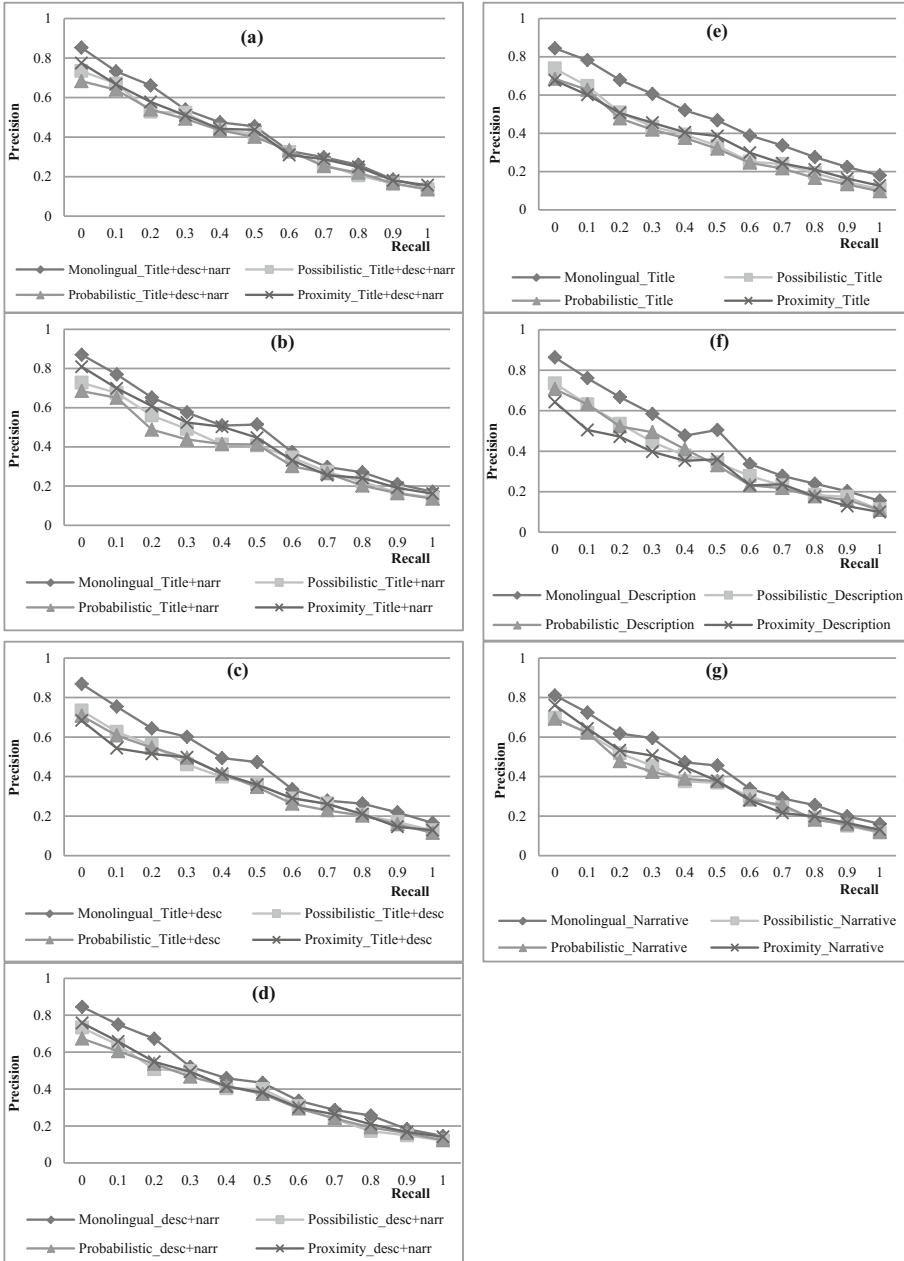 (a)
Precision
1
0.8
0.6
0.4
0.2
0
0 0.1 0.2 0.3 0.4 0.5 0.6 0.7 0.8 0.9 1
Recall
Monolingual_Title+desc+narr Possibilistic_Title+desc+narr
Probabilistic_Title+desc+narr Proximity_Title+desc+narr
(b)
Precision
1
0.8
0.6
0.4
0.2
0
0 0.1 0.2 0.3 0.4 0.5 0.6 0.7 0.8 0.9 1
Recall
Monolingual_Title+narr Possibilistic_Title+narr
Probabilistic_Title+narr Proximity_Title+narr
(c)
Precision
1
0.8
0.6
0.4
0.2
0
0 0.1 0.2 0.3 0.4 0.5 0.6 0.7 0.8 0.9 1
Recall
Monolingual_Title+desc Possibilistic_Title+desc
Probabilistic_Title+desc Proximity_Title+desc
(d)
Precision
1
0.8
0.6
0.4
0.2
0
0 0.1 0.2 0.3 0.4 0.5 0.6 0.7 0.8 0.9 1
Recall
Monolingual_desc+narr Possibilistic_desc+narr
Probabilistic_desc+narr Proximity_desc+narr
(e)
Precision
1
0.8
0.6
0.4
0.2
0
0 0.1 0.2 0.3 0.4 0.5 0.6 0.7 0.8 0.9 1
Recall
Monolingual_Title Possibilistic_Title
Probabilistic_Title Proximity_Title
(f)
Precision
1
0.8
0.6
0.4
0.2
0
0 0.1 0.2 0.3 0.4 0.5 0.6 0.7 0.8 0.9 1
Recall
Monolingual_Description Possibilistic_Description
Probabilistic_Description Proximity_Description
(g)
Precision
1
0.8
0.6
0.4
0.2
0
0 0.1 0.2 0.3 0.4 0.5 0.6 0.7 0.8 0.9 1
Recall
Monolingual_Narrative Possibilistic_Narrative
Probabilistic_Narrative Proximity_Narrative